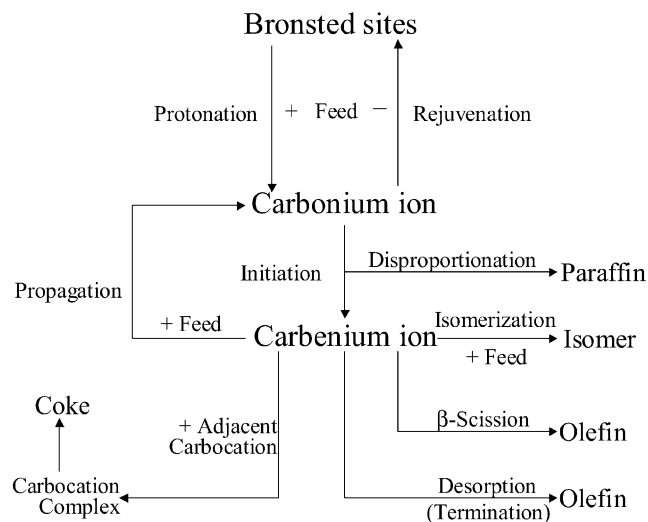 Bronsted sites
Protonation
+ Feed −
Rejuvenation
Carbonium ion
Disproportionation
Initiation
Paraffin
Propagation
Isomerization
+ Feed
Carbenium ion
Isomer
+ Feed
Coke
+ Adjacent
Carbocation
β-Scission
Olefin
Carbocation
Complex
Desorption
(Termination)
Olefin